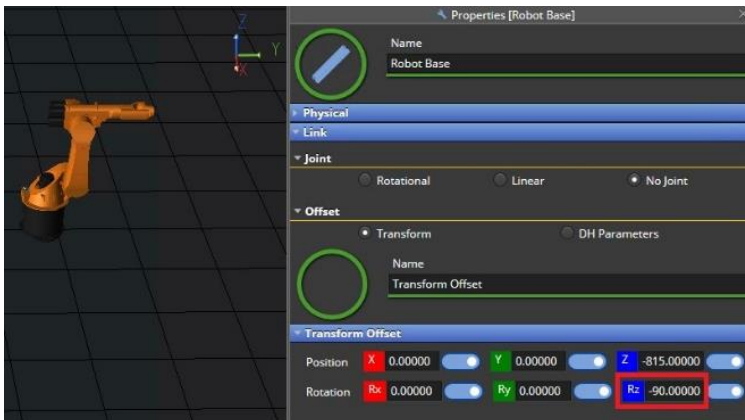 Z
Y
X
Properties [Robot Base]
Name
Robot Base
Physical
Link
Joint
Rotational
Linear
No Joint
Offset
Transform
DH Parameters
Name
Transform Offset
Transform Offset
Position X 0.00000 Y 0.00000 Z -815.00000
Rotation Rx 0.00000 Ry 0.00000 Rz -90.00000